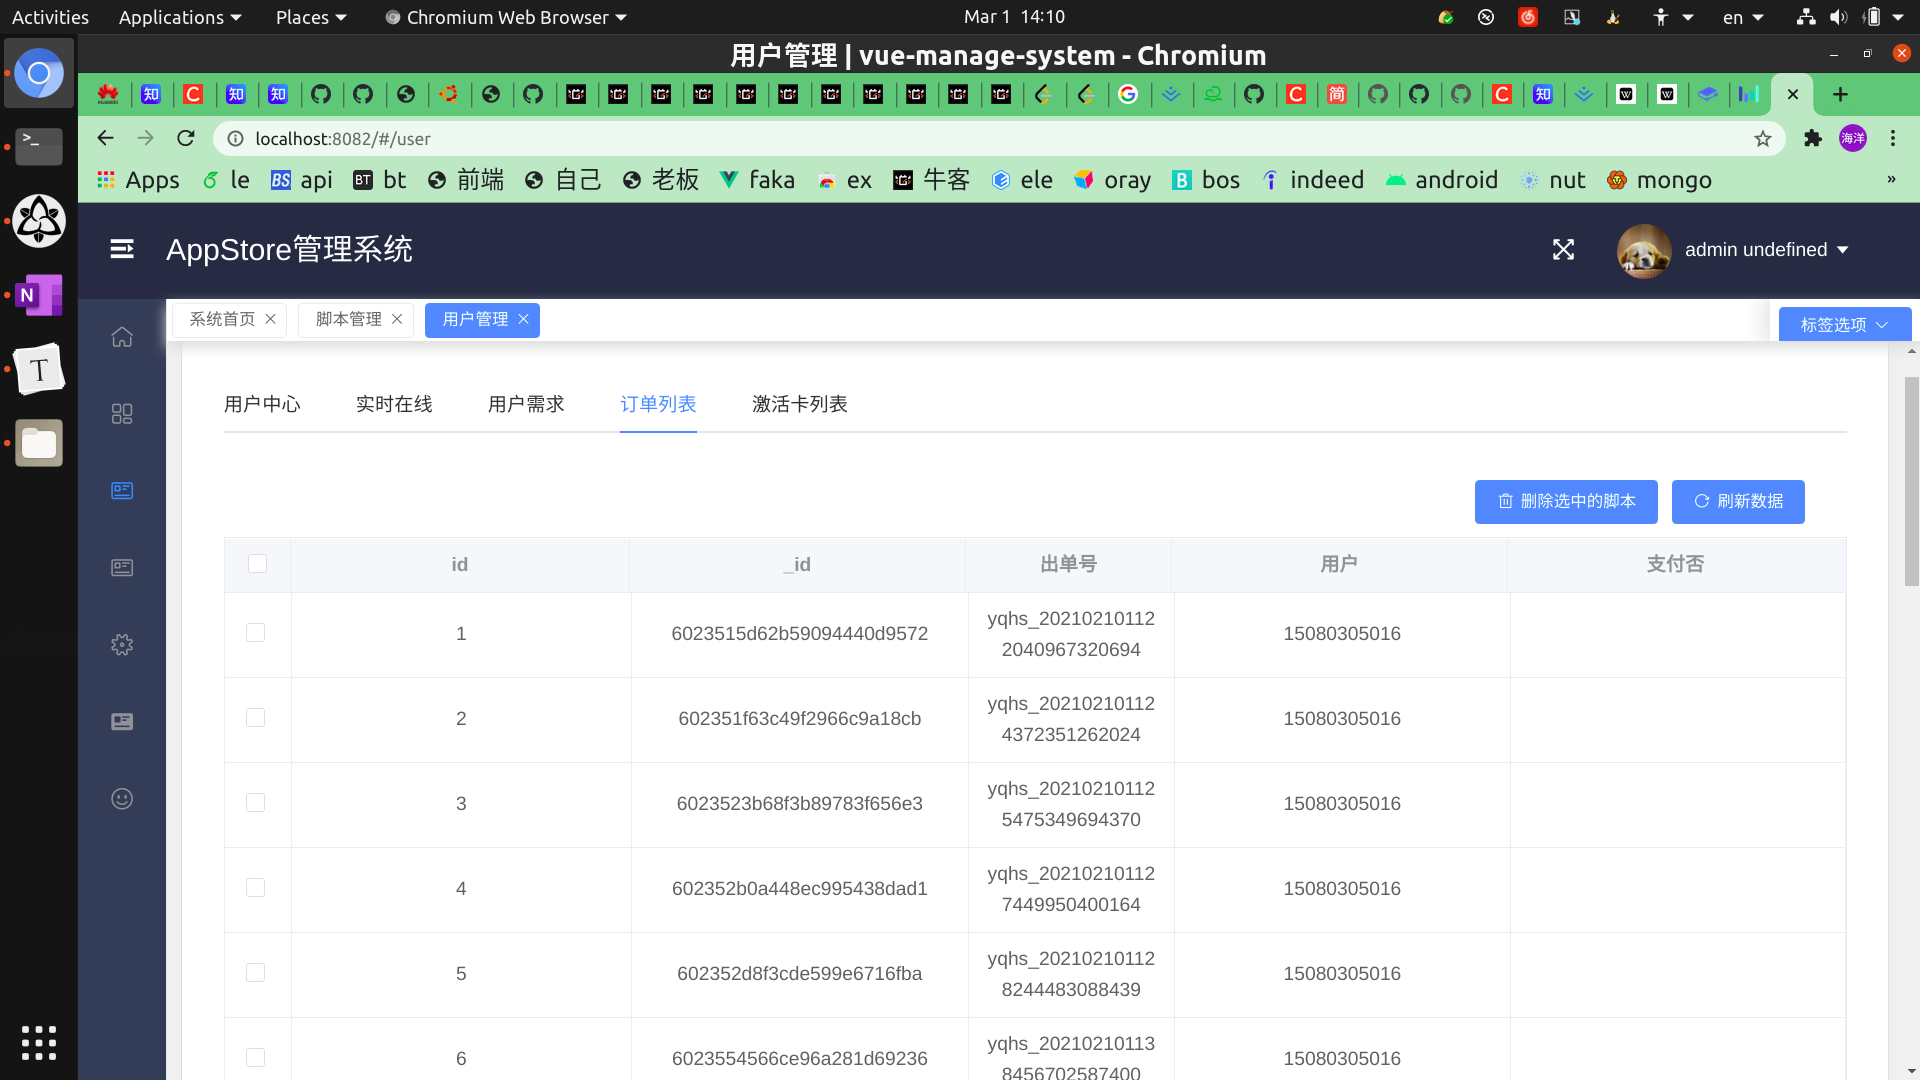 Activities Applications Places Chromium Web Browser Mar 1 14:10 en
用户管理 | vue-manage-system - Chromium
localhost:8082/#/user 海洋
Apps le api bt 前端 自己 老板 faka ex 牛客 ele oray bos indeed android nut mongo »
AppStore管理系统 admin undefined
系统首页 脚本管理 用户管理 标签选项
用户中心 实时在线 用户需求 订单列表 激活卡列表
删除选中的脚本 刷新数据
id _id 出单号 用户 支付否
1 6023515d62b59094440d9572 yqhs_20210210112 15080305016
2040967320694
2 602351f63c49f2966c9a18cb yqhs_20210210112 15080305016
4372351262024
3 6023523b68f3b89783f656e3 yqhs_20210210112 15080305016
5475349694370
4 602352b0a448ec995438dad1 yqhs_20210210112 15080305016
7449950400164
5 602352d8f3cde599e6716fba yqhs_20210210112 15080305016
8244483088439
6 6023554566ce96a281d69236 yqhs_20210210113 15080305016
8456702587400